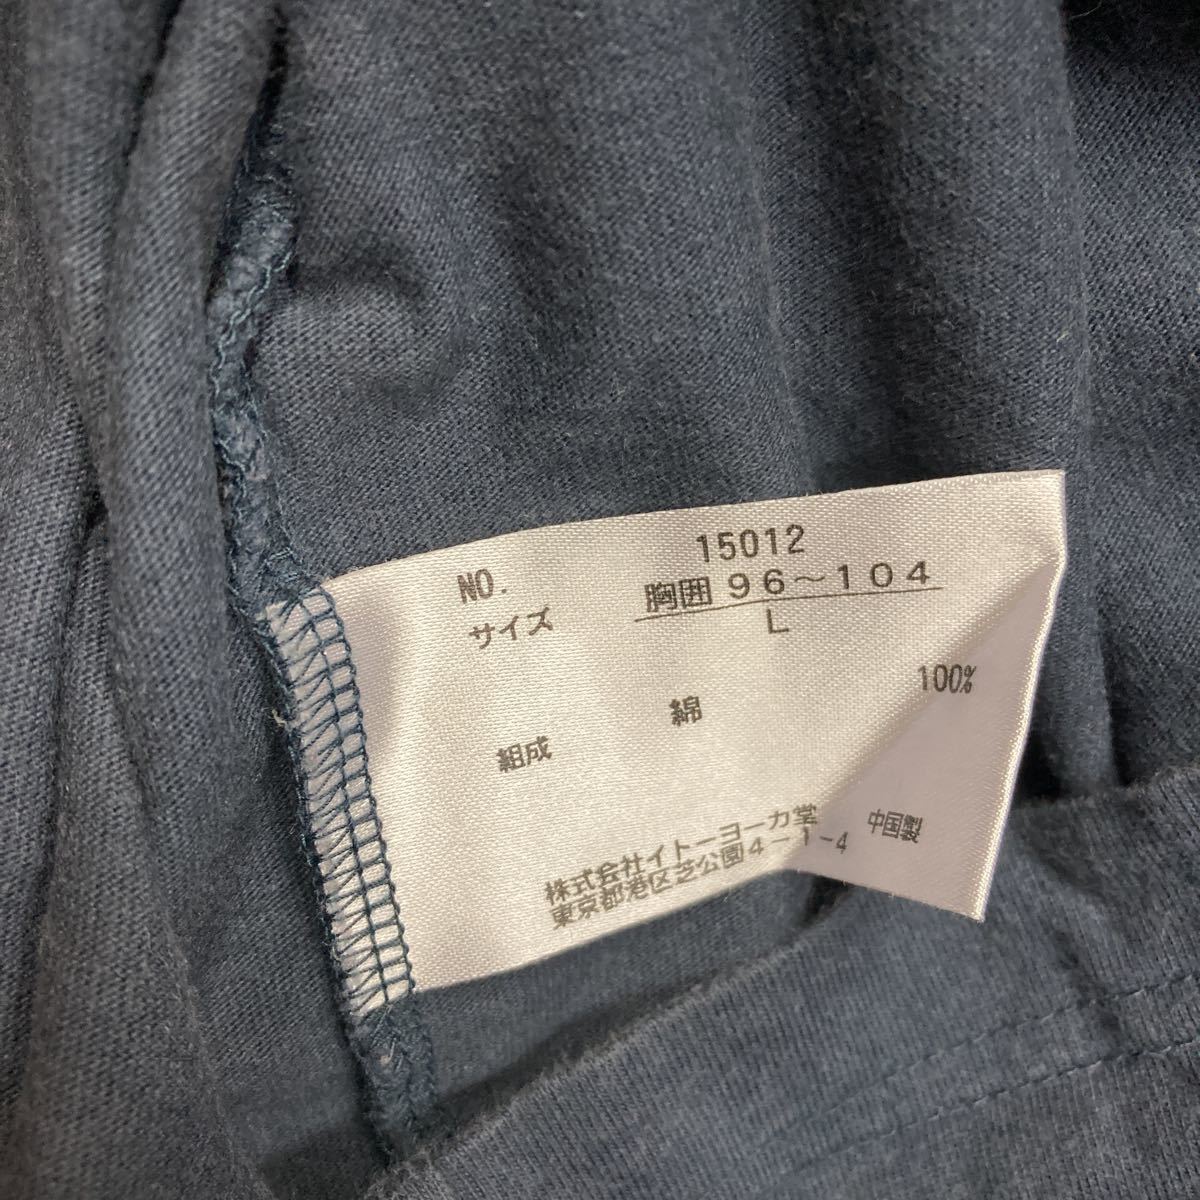 NO. 15012
サイズ 胸囲 96~104
L
組成 綿 100%
株式会社イトーヨーカ堂
東京都港区芝公園4-1-4 中国製